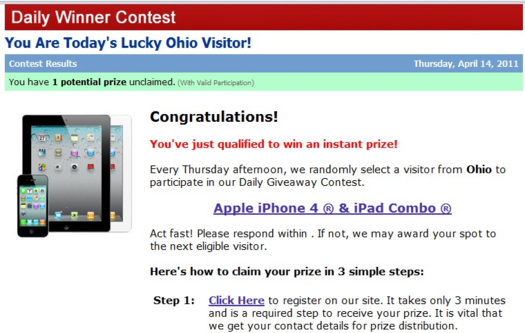 Daily Winner Contest
You Are Today's Lucky Ohio Visitor!
Contest Results Thursday, April 14, 2011
You have 1 potential prize unclaimed. (With Valid Participation)
Congratulations!
You've just qualified to win an instant prize!
Every Thursday afternoon, we randomly select a visitor from Ohio to
participate in our Daily Giveaway Contest.
Apple iPhone 4 ® & iPad Combo ®
Act fast! Please respond within . If not, we may award your spot to
the next eligible visitor.
Here's how to claim your prize in 3 simple steps:
Step 1: Click Here to register on our site. It takes only 3 minutes
and is a required step to receive your prize. It is vital that
we get your contact details for prize distribution.